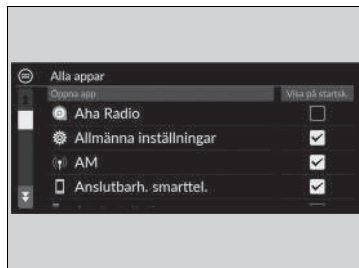 Alla appar
Öppna app Visa på startsk.
Aha Radio
Allmänna inställningar
AM
Anslutbarh. smarttel.